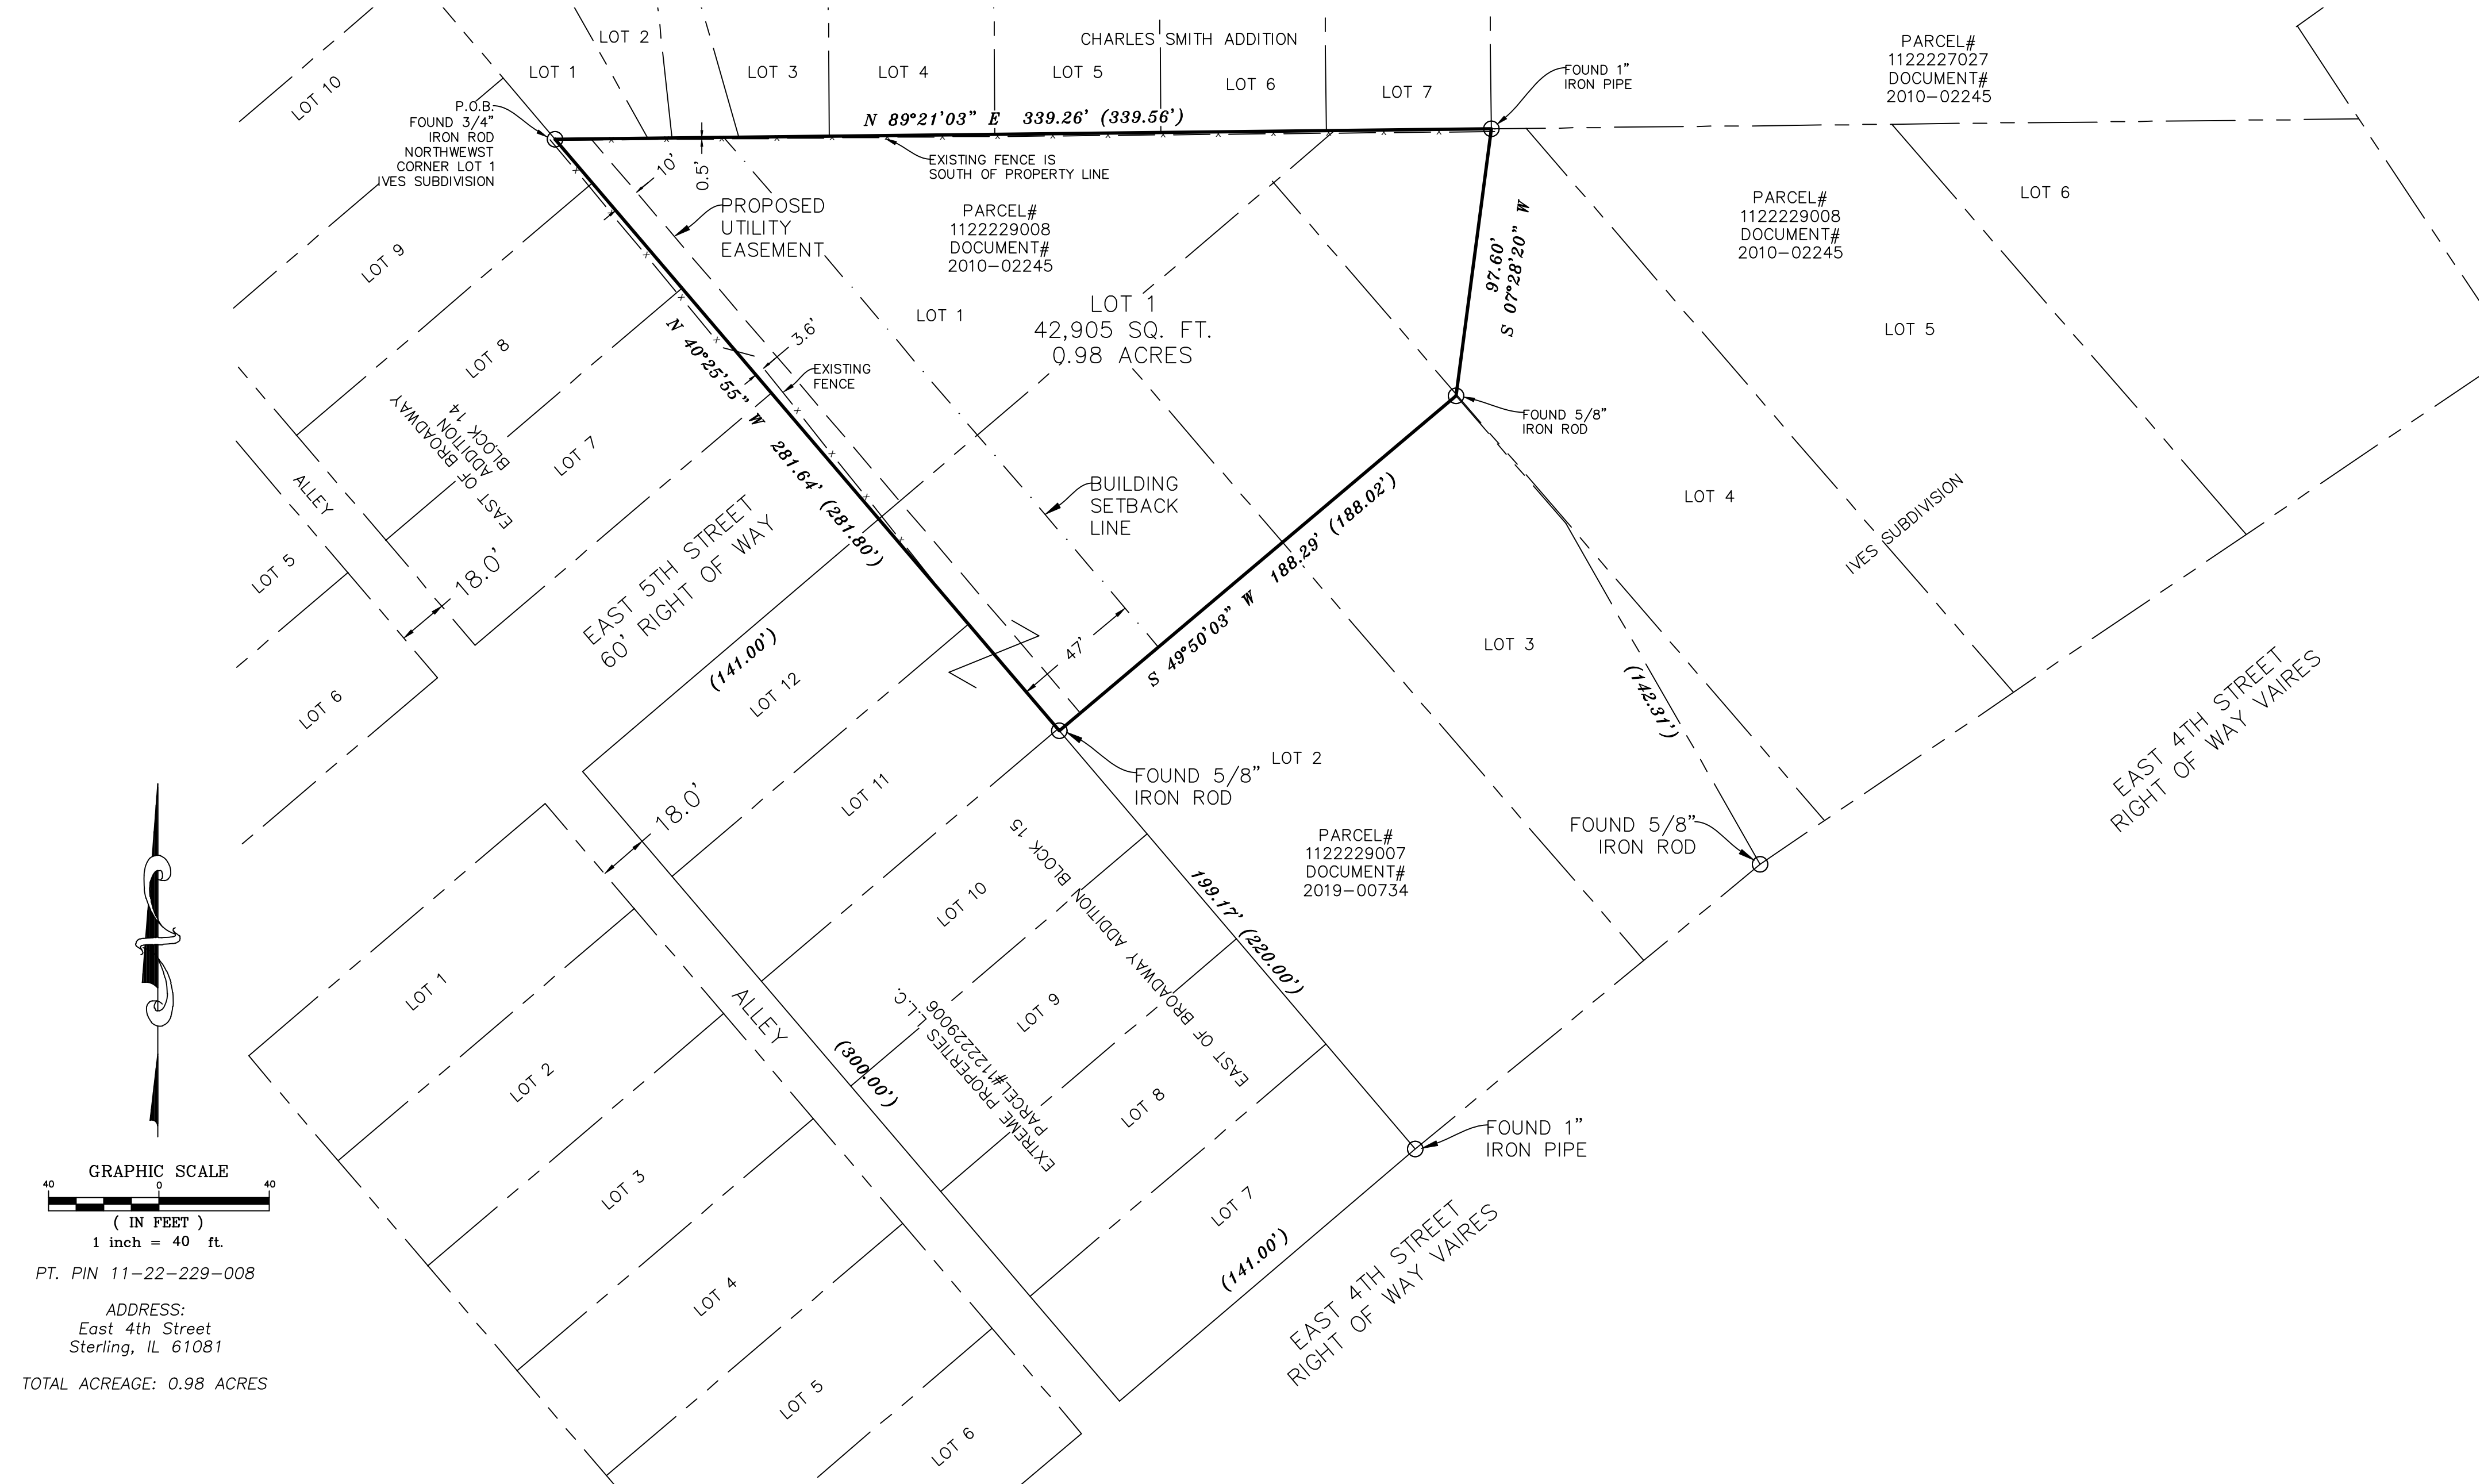 LOT 10
LOT 1
LOT 2
LOT 3
LOT 4
CHARLES SMITH ADDITION
LOT 5
LOT 6
LOT 7
FOUND 1"
IRON PIPE
PARCEL#
1122227027
DOCUMENT#
2010-02245
P.O.B.
FOUND 3/4"
IRON ROD
NORTHWEWST
CORNER LOT 1
IVES SUBDIVISION
N 89°21'03" E 339.26' (339.56')
10'
0.5'
EXISTING FENCE IS
SOUTH OF PROPERTY LINE
PROPOSED
UTILITY
EASEMENT
PARCEL#
1122229008
DOCUMENT#
2010-02245
97.60'
S 07°28'20" W
PARCEL#
1122229008
DOCUMENT#
2010-02245
LOT 6
LOT 9
LOT 1
LOT 1
42,905 SQ. FT.
0.98 ACRES
LOT 5
LOT 8
N 40°25'55" W 281.64' (281.80')
3.6'
EXISTING
FENCE
EAST OF BROADWAY
ADDITION
BLOCK 14
LOT 7
FOUND 5/8"
IRON ROD
ALLEY
LOT 5
18.0'
EAST 5TH STREET
60' RIGHT OF WAY
BUILDING
SETBACK
LINE
S 49°50'03" W 188.29' (188.02')
LOT 4
IVES SUBDIVISION
LOT 6
(141.00')
LOT 12
47'
LOT 3
(142.31')
EAST 4TH STREET
RIGHT OF WAY VAIRES
18.0'
LOT 11
FOUND 5/8"
IRON ROD
LOT 2
FOUND 5/8"
IRON ROD
PARCEL#
1122229007
DOCUMENT#
2019-00734
LOT 10
EAST OF BROADWAY ADDITION BLOCK 15
199.17' (220.00')
LOT 1
ALLEY
LOT 9
EXTREME PROPERTIES L.L.C.
PARCEL#1122229006
(300.00')
LOT 2
LOT 8
FOUND 1"
IRON PIPE
LOT 3
LOT 7
(141.00')
EAST 4TH STREET
RIGHT OF WAY VAIRES
LOT 4
LOT 5
LOT 6
GRAPHIC SCALE
40 0 40
( IN FEET )
1 inch = 40 ft.
PT. PIN 11-22-229-008
ADDRESS:
East 4th Street
Sterling, IL 61081
TOTAL ACREAGE: 0.98 ACRES